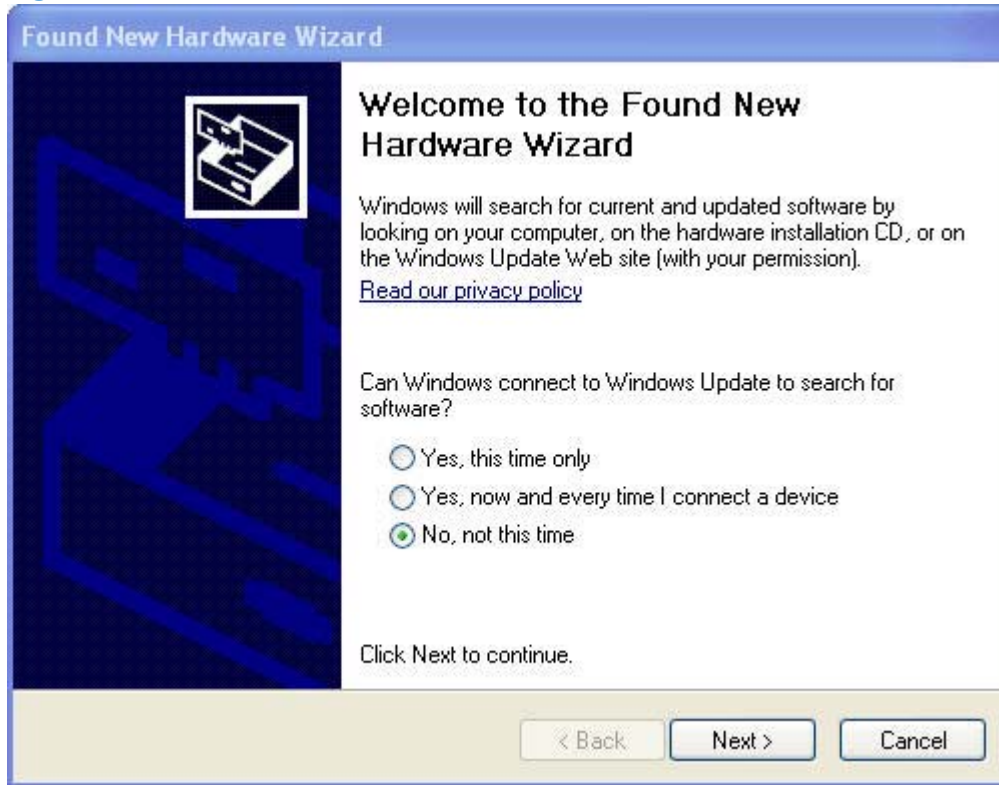 Found New Hardware Wizard
Welcome to the Found New
Hardware Wizard
Windows will search for current and updated software by
looking on your computer, on the hardware installation CD, or on
the Windows Update Web site (with your permission).
Read our privacy policy
Can Windows connect to Windows Update to search for
software?
Yes, this time only
Yes, now and every time I connect a device
No, not this time
Click Next to continue.
< Back
Next >
Cancel